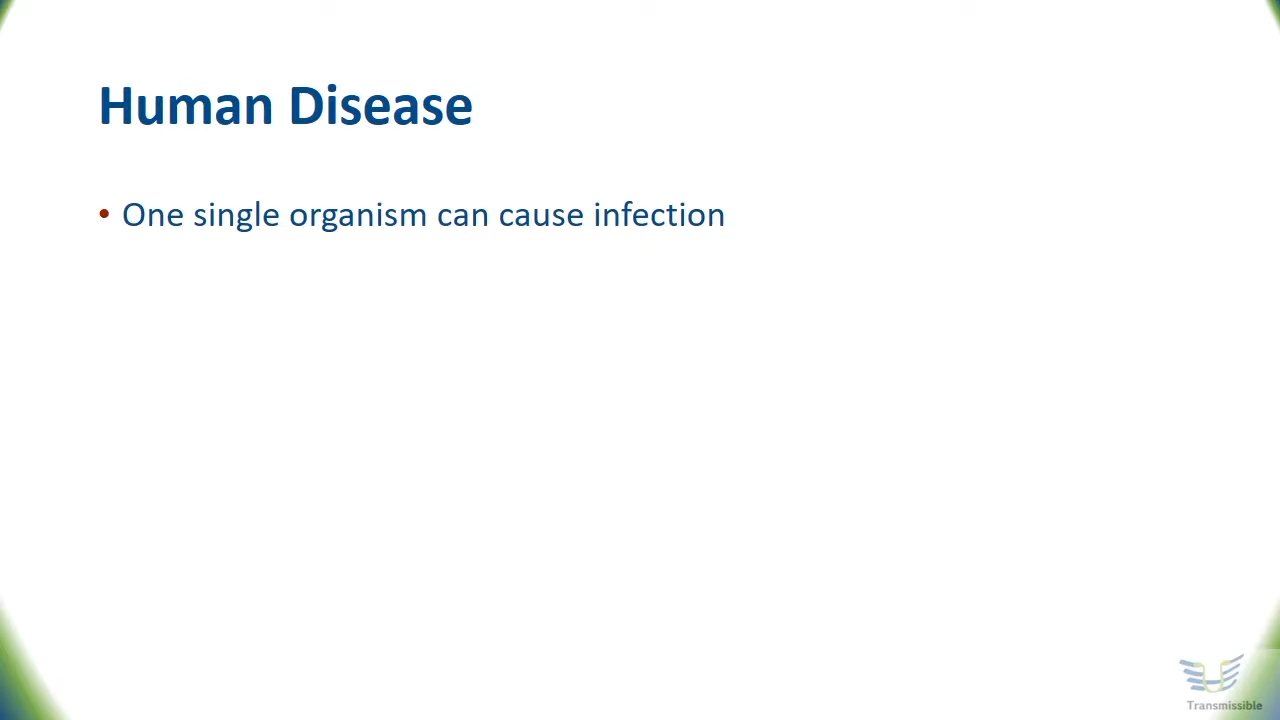 Human Disease
• One single organism can cause infection
Transmissible